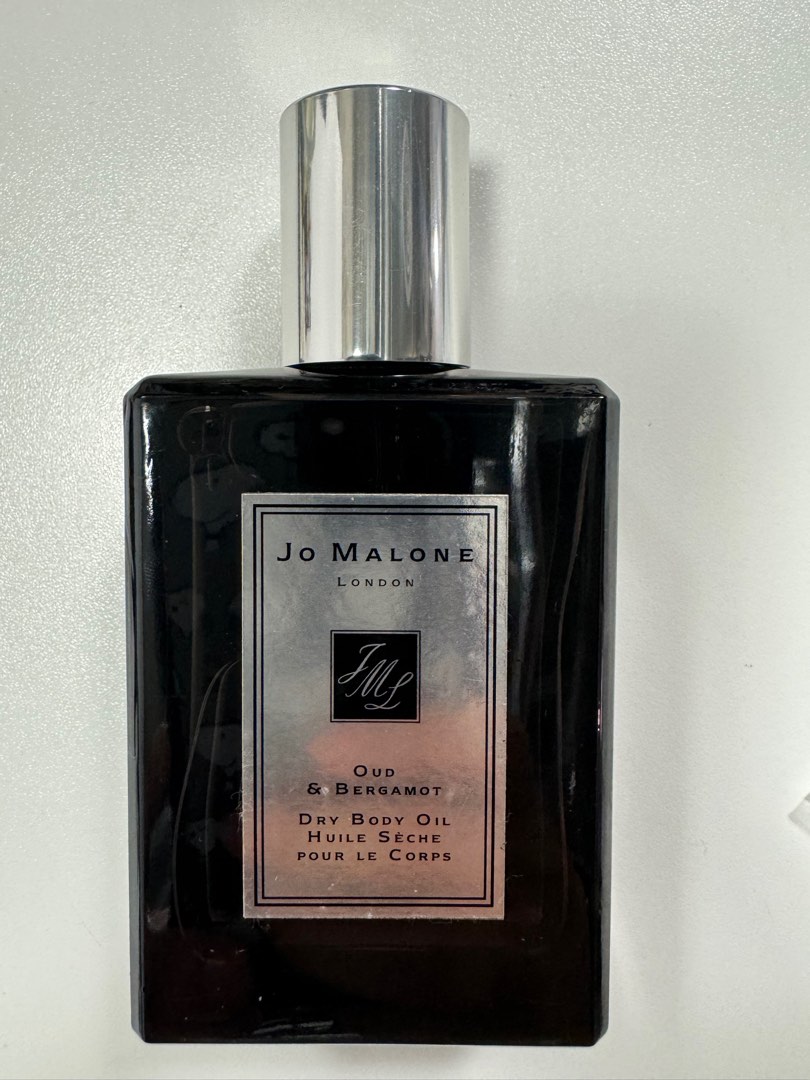 Jo Malone
London
JML
Oud
& Bergamot
Dry Body Oil
Huile Sèche
pour le Corps